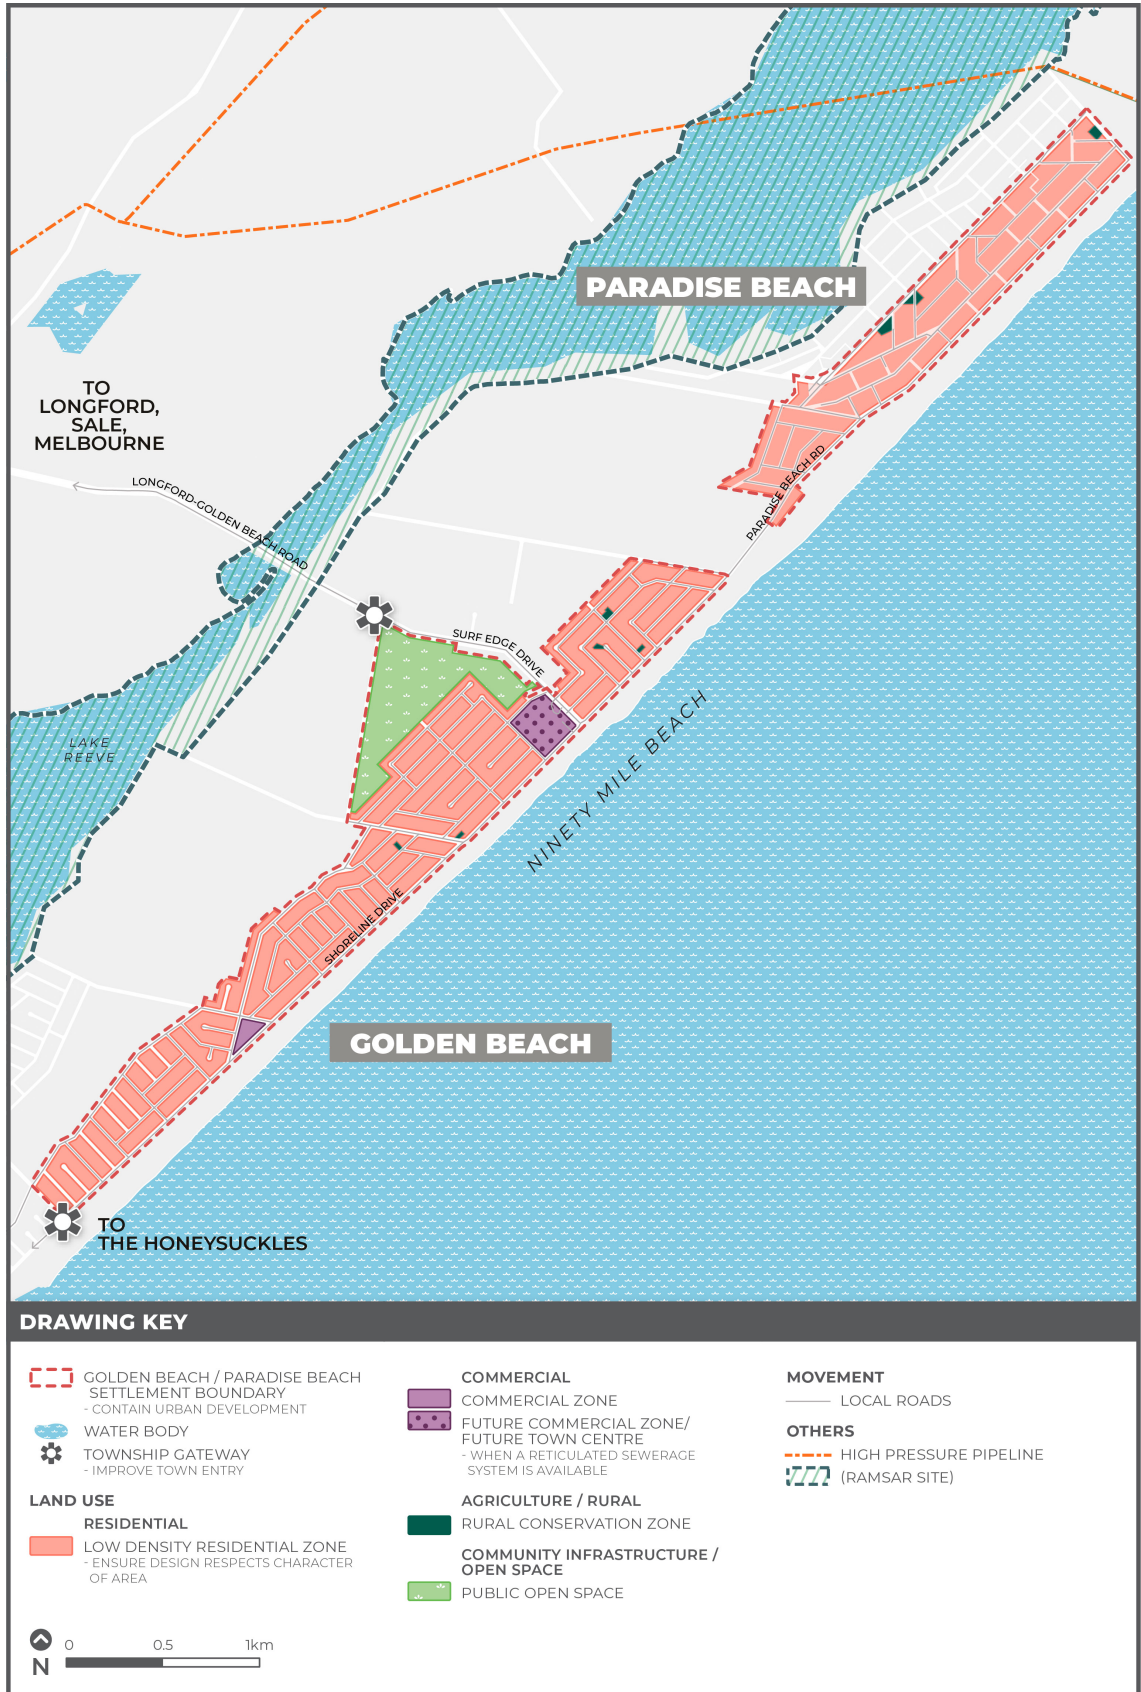 PARADISE BEACH
TO
LONGFORD,
SALE,
MELBOURNE
LONGFORD-GOLDEN BEACH ROAD
PARADISE BEACH RD
SURF EDGE DRIVE
LAKE
REEVE
NINETY MILE BEACH
SHORELINE DRIVE
GOLDEN BEACH
TO
THE HONEYSUCKLES
DRAWING KEY
GOLDEN BEACH / PARADISE BEACH
SETTLEMENT BOUNDARY
- CONTAIN URBAN DEVELOPMENT
WATER BODY
TOWNSHIP GATEWAY
- IMPROVE TOWN ENTRY
LAND USE
RESIDENTIAL
LOW DENSITY RESIDENTIAL ZONE
- ENSURE DESIGN RESPECTS CHARACTER
OF AREA
COMMERCIAL
COMMERCIAL ZONE
FUTURE COMMERCIAL ZONE/
FUTURE TOWN CENTRE
- WHEN A RETICULATED SEWERAGE
SYSTEM IS AVAILABLE
AGRICULTURE / RURAL
RURAL CONSERVATION ZONE
COMMUNITY INFRASTRUCTURE /
OPEN SPACE
PUBLIC OPEN SPACE
MOVEMENT
LOCAL ROADS
OTHERS
HIGH PRESSURE PIPELINE
(RAMSAR SITE)
0 0.5 1km
N